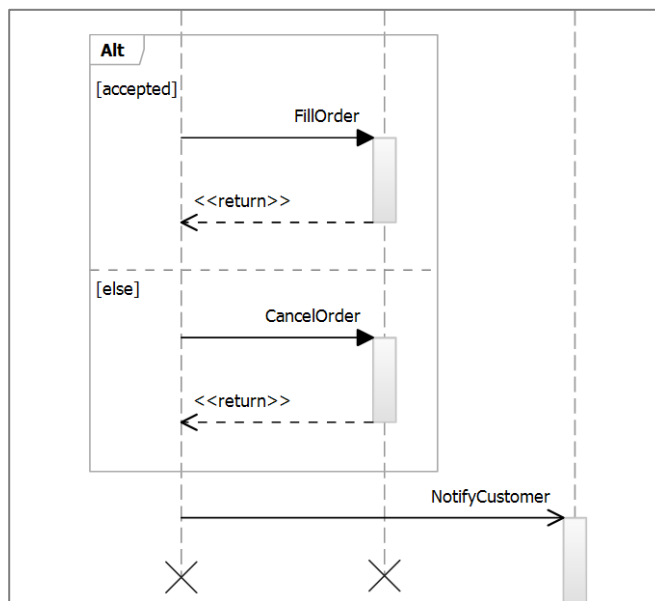 Alt
[accepted]
FillOrder
<<return>>
[else]
CancelOrder
<<return>>
NotifyCustomer